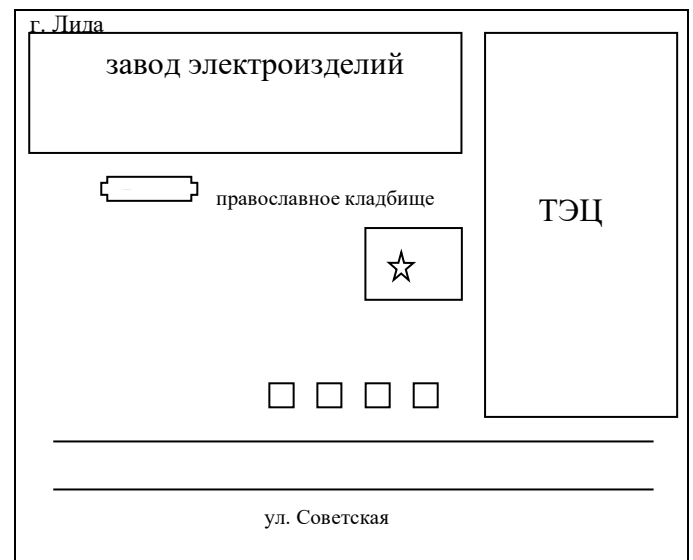 г. Лида
завод электроизделий
православное кладбище
ТЭЦ
ул. Советская